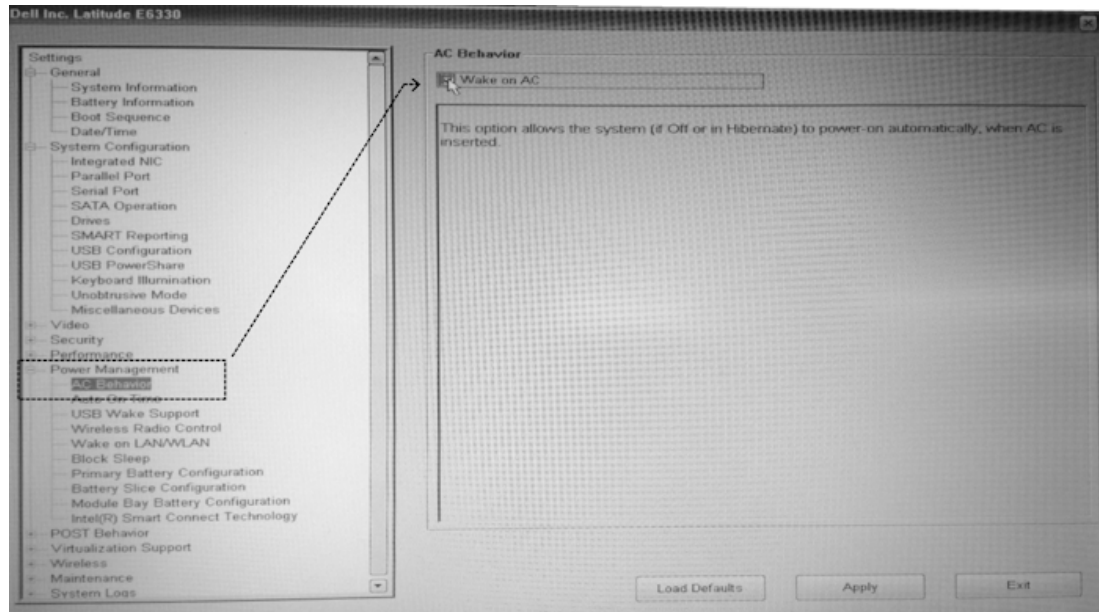 Dell Inc. Latitude E6330
Settings
General
System Information
Battery Information
Boot Sequence
Date/Time
System Configuration
Integrated NIC
Parallel Port
Serial Port
SATA Operation
Drives
SMART Reporting
USB Configuration
USB PowerShare
Keyboard Illumination
Unobtrusive Mode
Miscellaneous Devices
Video
Security
Performance
Power Management
AC Behavior
Auto On Time
USB Wake Support
Wireless Radio Control
Wake on LAN/WLAN
Block Sleep
Primary Battery Configuration
Battery Slice Configuration
Module Bay Battery Configuration
Intel(R) Smart Connect Technology
POST Behavior
Virtualization Support
Wireless
Maintenance
System Logs
AC Behavior
Wake on AC
This option allows the system (if Off or in Hibernate) to power-on automatically, when AC is
inserted.
Load Defaults
Apply
Exit